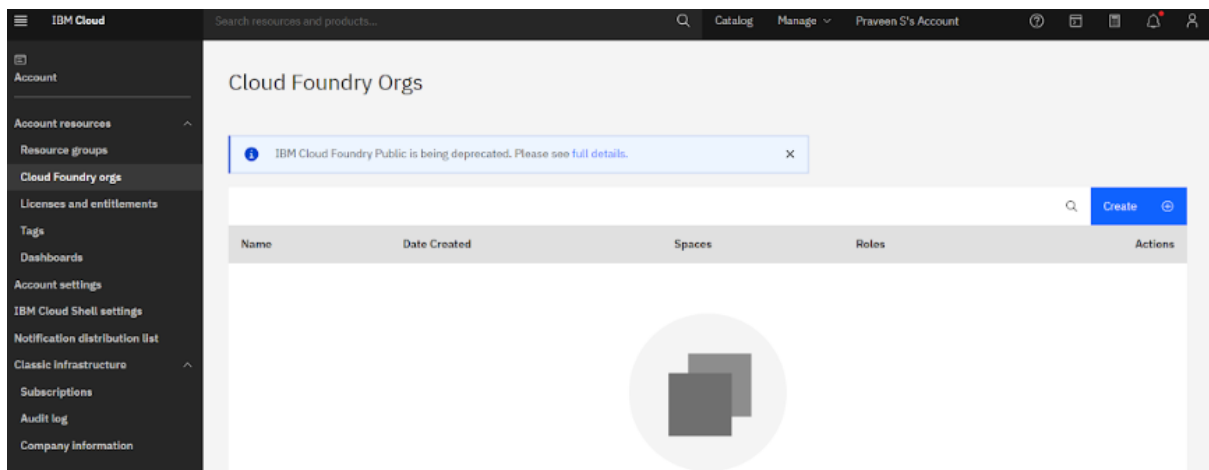 IBM Cloud
Search resources and products...
Catalog
Manage
Praveen S's Account
Account
Account resources
Resource groups
Cloud Foundry orgs
Licenses and entitlements
Tags
Dashboards
Account settings
IBM Cloud Shell settings
Notification distribution list
Classic infrastructure
Subscriptions
Audit log
Company information
Cloud Foundry Orgs
IBM Cloud Foundry Public is being deprecated. Please see full details.
Create
Name Date Created Spaces Roles Actions